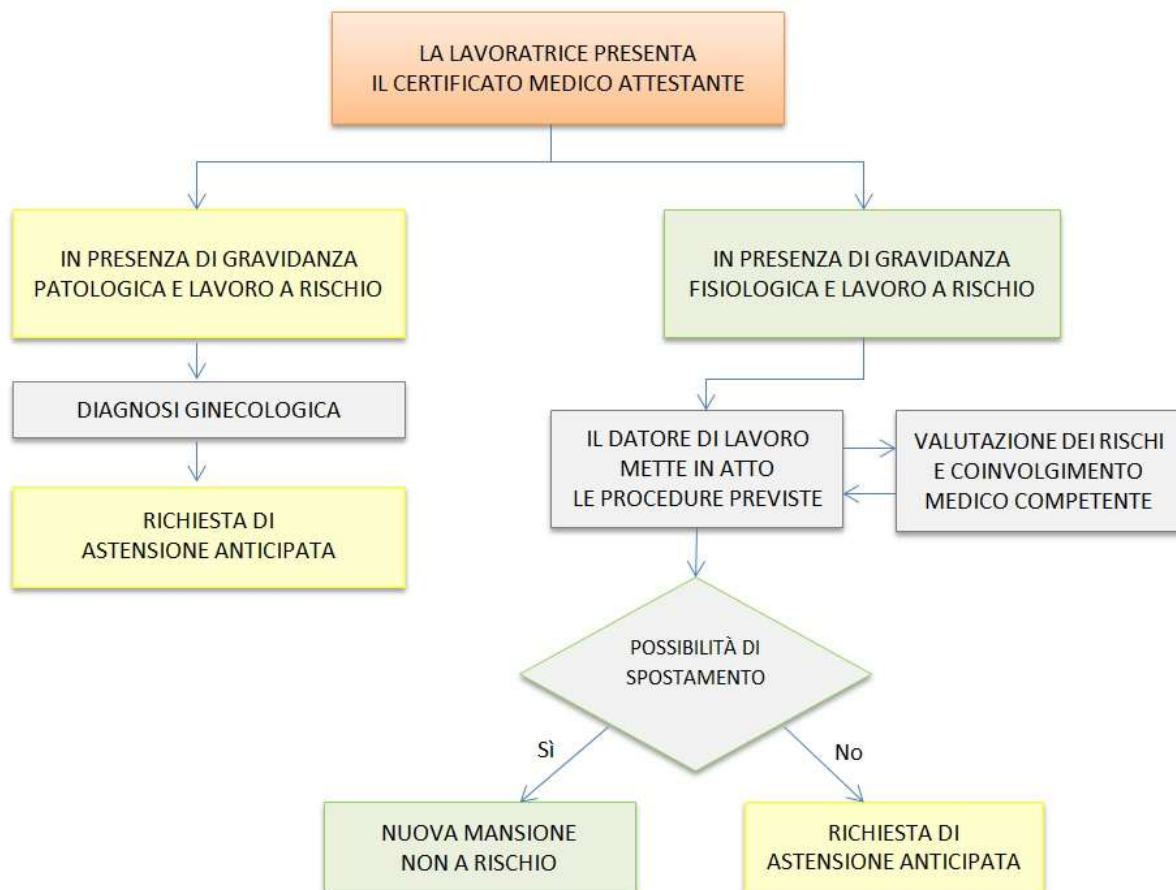 LA LAVORATRICE PRESENTA
IL CERTIFICATO MEDICO ATTESTANTE
IN PRESENZA DI GRAVIDANZA
PATOLOGICA E LAVORO A RISCHIO
IN PRESENZA DI GRAVIDANZA
FISIOLOGICA E LAVORO A RISCHIO
DIAGNOSI GINECOLOGICA
IL DATORE DI LAVORO
METTE IN ATTO
LE PROCEDURE PREVISTE
VALUTAZIONE DEI RISCHI
E COINVOLGIMENTO
MEDICO COMPETENTE
RICHIESTA DI
ASTENSIONE ANTICIPATA
POSSIBILITÀ DI
SPOSTAMENTO
Sì
No
NUOVA MANSIONE
NON A RISCHIO
RICHIESTA DI
ASTENSIONE ANTICIPATA